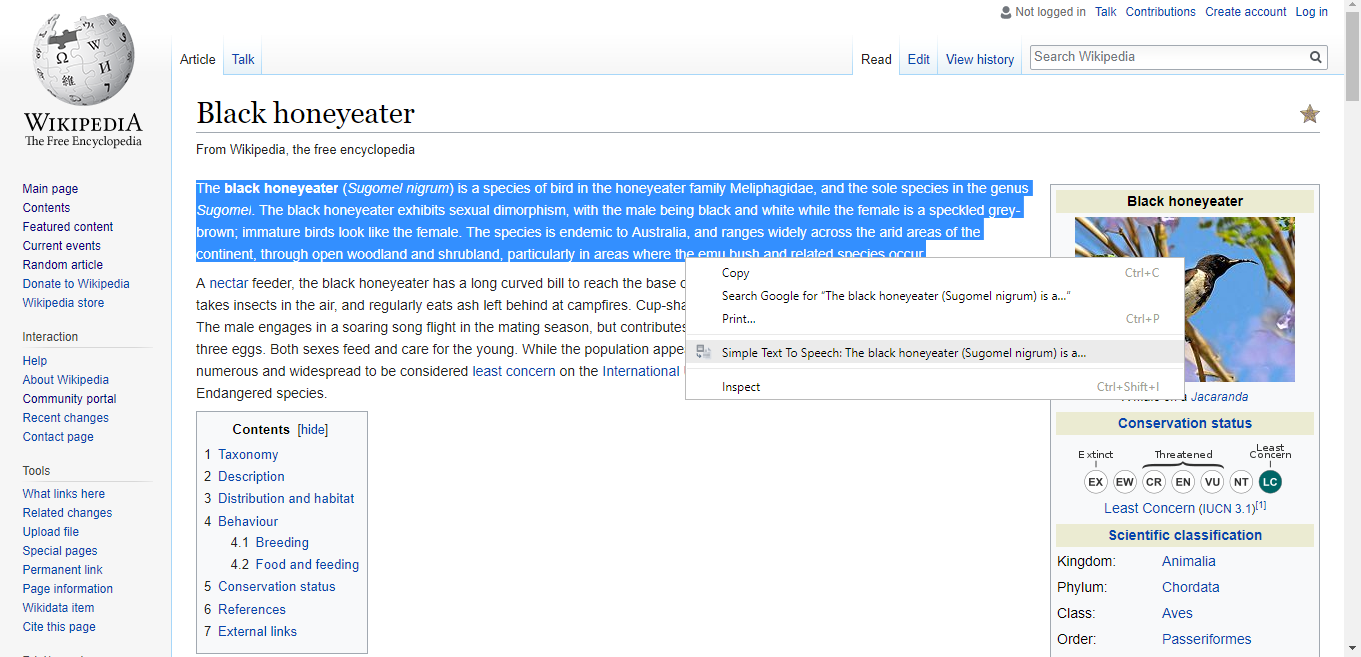 Not logged in Talk Contributions Create account Log in
WIKIPEDIA
The Free Encyclopedia
Article Talk
Read Edit View history Search Wikipedia
Main page
Contents
Featured content
Current events
Random article
Donate to Wikipedia
Wikipedia store
Interaction
Help
About Wikipedia
Community portal
Recent changes
Contact page
Tools
What links here
Related changes
Upload file
Special pages
Permanent link
Page information
Wikidata item
Cite this page
Black honeyeater
From Wikipedia, the free encyclopedia
The black honeyeater (Sugomel nigrum) is a species of bird in the honeyeater family Meliphagidae, and the sole species in the genus
Sugomel. The black honeyeater exhibits sexual dimorphism, with the male being black and white while the female is a speckled grey-
brown; immature birds look like the female. The species is endemic to Australia, and ranges widely across the arid areas of the
continent, through open woodland and shrubland, particularly in areas where the emu bush and related species occur.
A nectar feeder, the black honeyeater has a long curved bill to reach the base
takes insects in the air, and regularly eats ash left behind at campfires.
The male engages in a soaring song flight in the mating season, but contributes
three eggs. Both sexes feed and care for the young. While the population
numerous and widespread to be considered least concern on the International
Endangered species.
Copy Ctrl+C
Search Google for “The black honeyeater (Sugomel nigrum) is a...”
Print... Ctrl+P
Simple Text To Speech: The black honeyeater (Sugomel nigrum) is a...
Inspect Ctrl+Shift+I
Contents [hide]
1 Taxonomy
2 Description
3 Distribution and habitat
4 Behaviour
4.1 Breeding
4.2 Food and feeding
5 Conservation status
6 References
7 External links
Black honeyeater
Jacaranda
Conservation status
Extinct Threatened Least Concern
EX EW CR EN VU NT LC
Least Concern (IUCN 3.1)[1]
Scientific classification
Kingdom: Animalia
Phylum: Chordata
Class: Aves
Order: Passeriformes